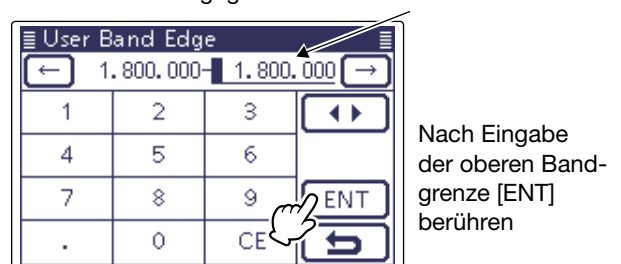 User Band Edge
← 1.800.000- 1.800.000 →
1 2 3
4 5 6
7 8 9 ENT
. 0 CE
Nach Eingabe
der oberen Band-
grenze [ENT]
berühren